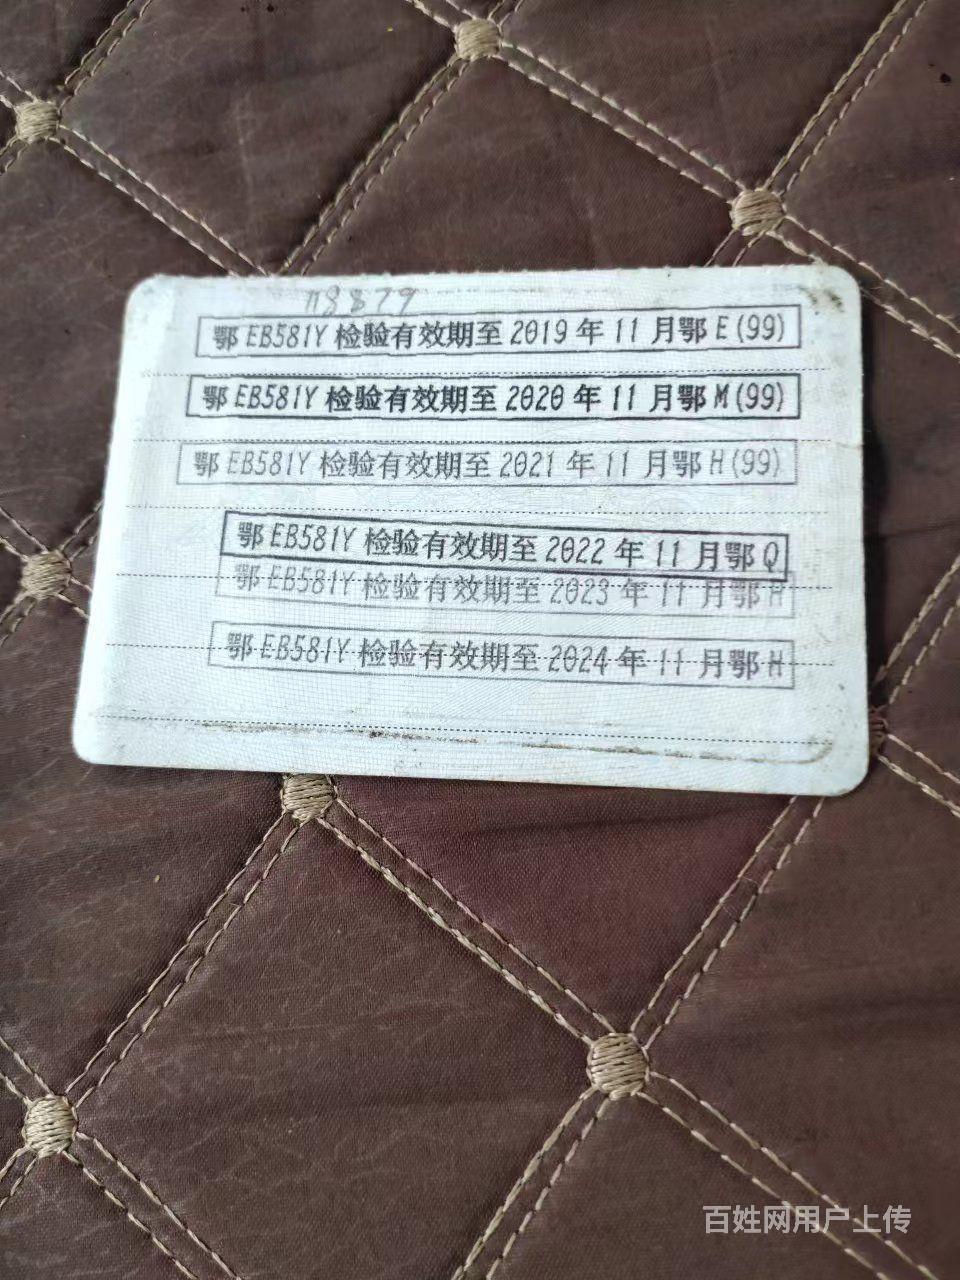 118879
鄂EB581Y 检验有效期至2019年11月鄂E(99)
鄂EB581Y 检验有效期至2020年11月鄂M(99)
鄂EB581Y 检验有效期至2021年11月鄂H(99)
鄂EB581Y 检验有效期至2022年11月鄂Q
鄂EB581Y 检验有效期至2023年11月鄂H
鄂EB581Y 检验有效期至2024年11月鄂H
百姓网用户上传